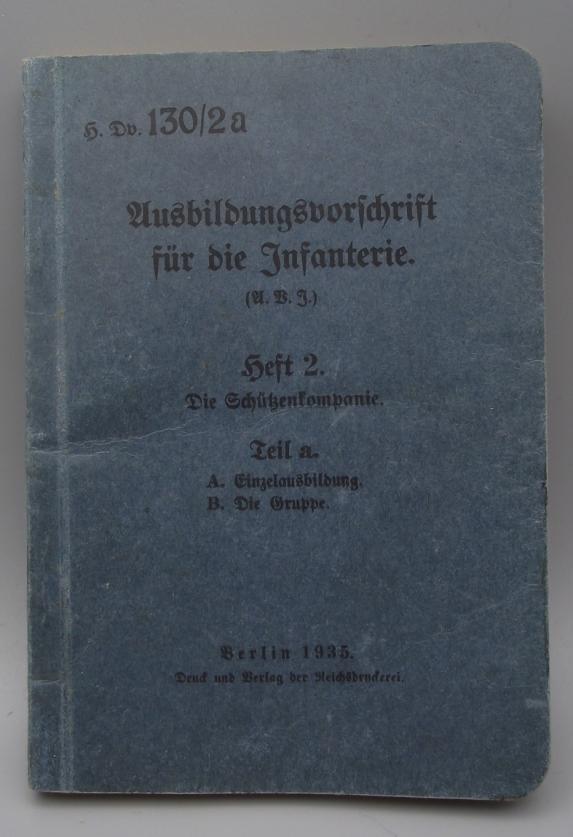 H. Dv. 130/2a
Ausbildungsvorschrift
für die Infanterie.
(A. V. I.)
Heft 2.
Die Schützenkompanie.
Teil a.
A. Einzelausbildung.
B. Die Gruppe.
Berlin 1935.
Druck und Verlag der Reichsdruckerei.